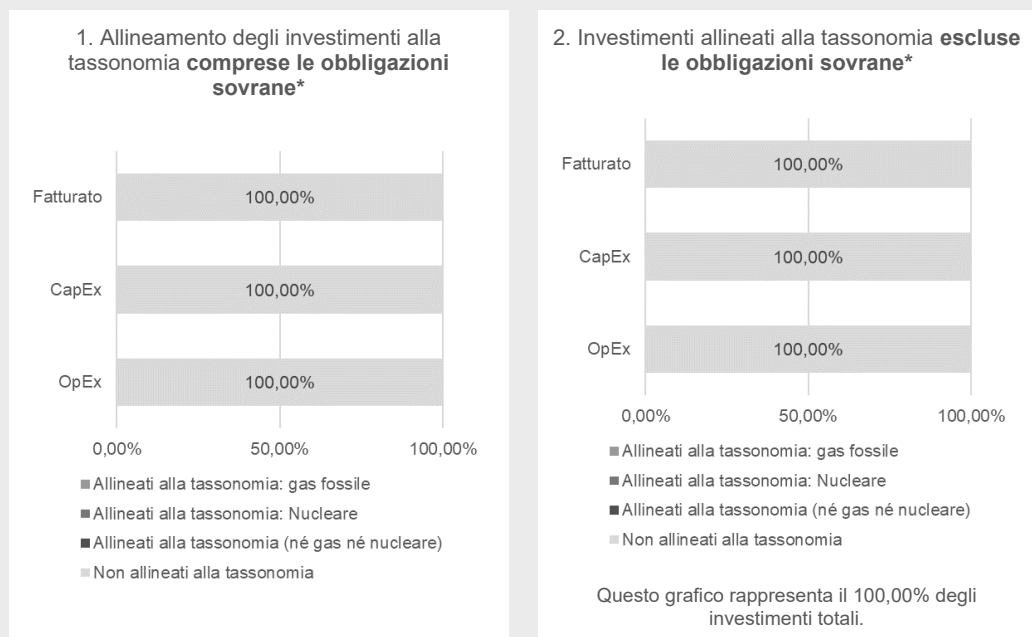 1. Allineamento degli investimenti alla
tassonomia comprese le obbligazioni
sovrane*
Fatturato
100,00%
CapEx
100,00%
OpEx
100,00%
0,00%
50,00%
100,00%
Allineati alla tassonomia: gas fossile
Allineati alla tassonomia: Nucleare
Allineati alla tassonomia (né gas né nucleare)
Non allineati alla tassonomia
2. Investimenti allineati alla tassonomia escluse
le obbligazioni sovrane*
Fatturato
100,00%
CapEx
100,00%
OpEx
100,00%
0,00%
50,00%
100,00%
Allineati alla tassonomia: gas fossile
Allineati alla tassonomia: Nucleare
Allineati alla tassonomia (né gas né nucleare)
Non allineati alla tassonomia
Questo grafico rappresenta il 100,00% degli
investimenti totali.